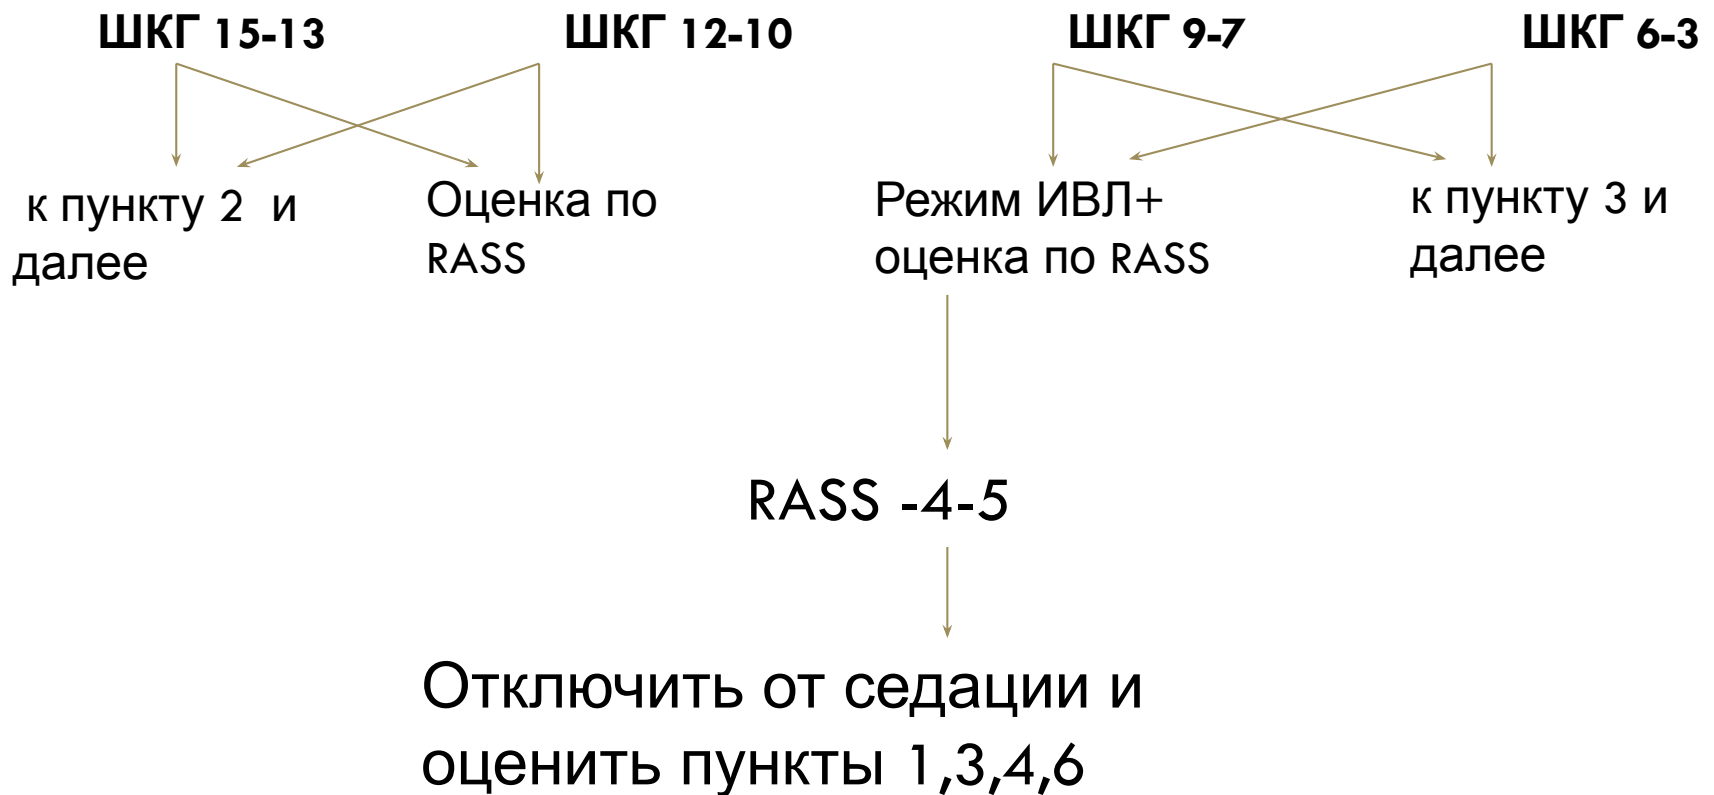 ШКГ 15-13
ШКГ 12-10
ШКГ 9-7
ШКГ 6-3
к пункту 2 и
далее
Оценка по
RASS
Режим ИВЛ+
оценка по RASS
к пункту 3 и
далее
RASS -4-5
Отключить от седации и
оценить пункты 1,3,4,6